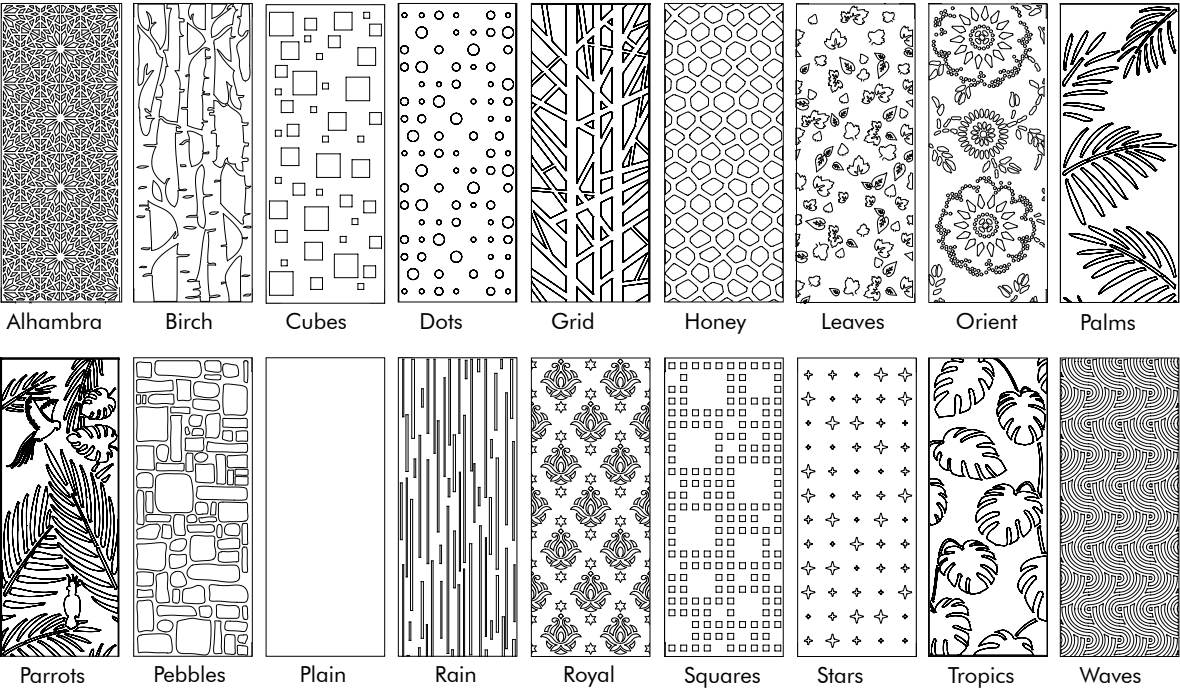 Alhambra Birch Cubes Dots Grid Honey Leaves Orient Palms
Parrots Pebbles Plain Rain Royal Squares Stars Tropics Waves